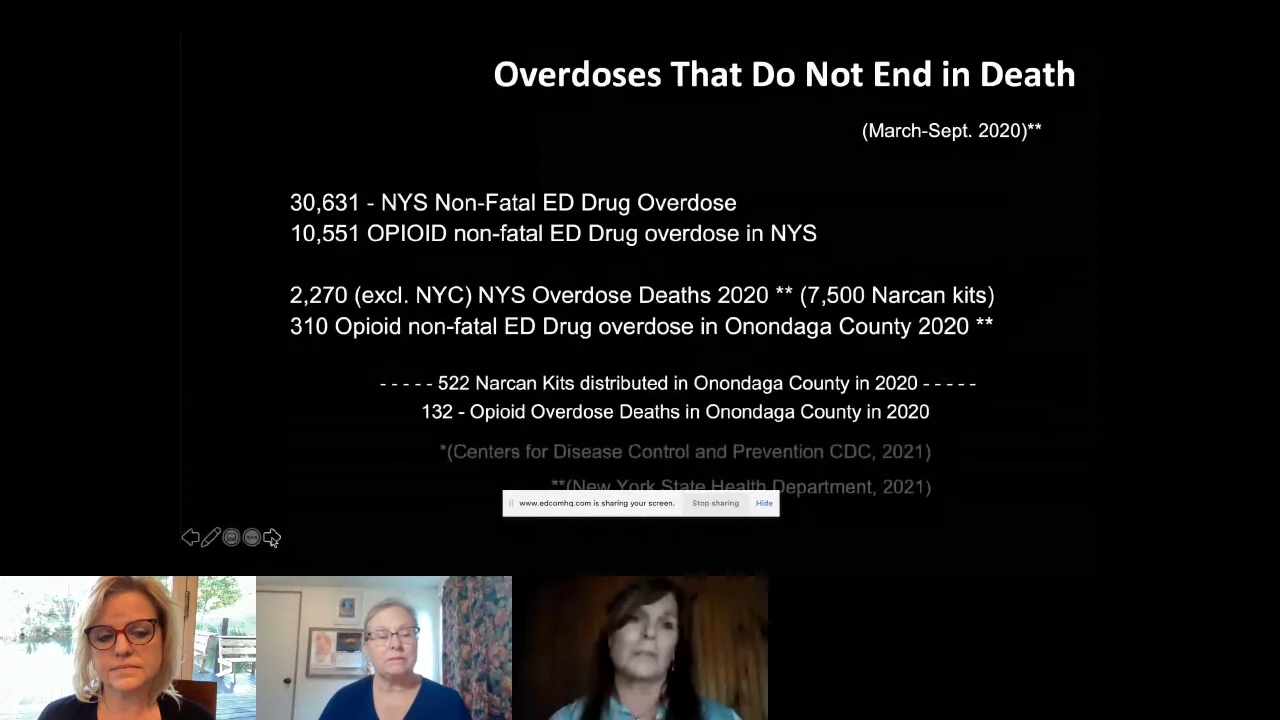 Overdoses That Do Not End in Death
(March-Sept. 2020)**
30,631 - NYS Non-Fatal ED Drug Overdose
10,551 OPIOID non-fatal ED Drug overdose in NYS
2,270 (excl. NYC) NYS Overdose Deaths 2020 ** (7,500 Narcan kits)
310 Opioid non-fatal ED Drug overdose in Onondaga County 2020 **
- - - - - 522 Narcan Kits distributed in Onondaga County in 2020 - - - - -
132 - Opioid Overdose Deaths in Onondaga County in 2020
*(Centers for Disease Control and Prevention CDC, 2021)
**(New York State Health Department, 2021)
www.edcomhq.com is sharing your screen. Stop sharing Hide